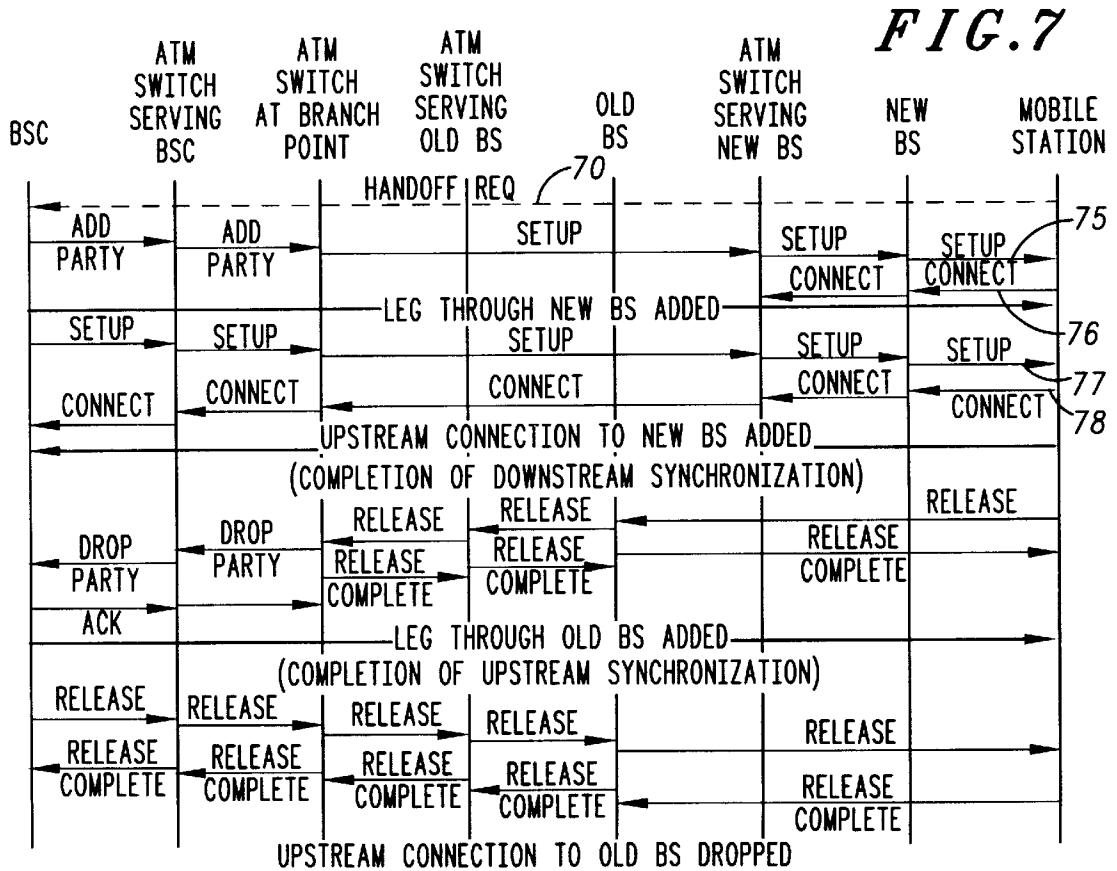 FIG.7
BSC
ATM
SWITCH
SERVING
BSC
ATM
SWITCH
AT BRANCH
POINT
ATM
SWITCH
SERVING
OLD BS
OLD
BS
ATM
SWITCH
SERVING
NEW BS
NEW
BS
MOBILE
STATION
HANDOFF REQ
70
ADD
PARTY
ADD
PARTY
SETUP
SETUP
SETUP
75
CONNECT
CONNECT
76
LEG THROUGH NEW BS ADDED
SETUP
SETUP
SETUP
SETUP
SETUP
77
CONNECT
CONNECT
CONNECT
CONNECT
CONNECT
78
UPSTREAM CONNECTION TO NEW BS ADDED
(COMPLETION OF DOWNSTREAM SYNCHRONIZATION)
RELEASE
RELEASE
RELEASE
DROP
PARTY
DROP
PARTY
RELEASE
COMPLETE
RELEASE
COMPLETE
RELEASE
COMPLETE
ACK
LEG THROUGH OLD BS ADDED
(COMPLETION OF UPSTREAM SYNCHRONIZATION)
RELEASE
RELEASE
RELEASE
RELEASE
RELEASE
RELEASE
COMPLETE
RELEASE
COMPLETE
RELEASE
COMPLETE
RELEASE
COMPLETE
RELEASE
COMPLETE
UPSTREAM CONNECTION TO OLD BS DROPPED